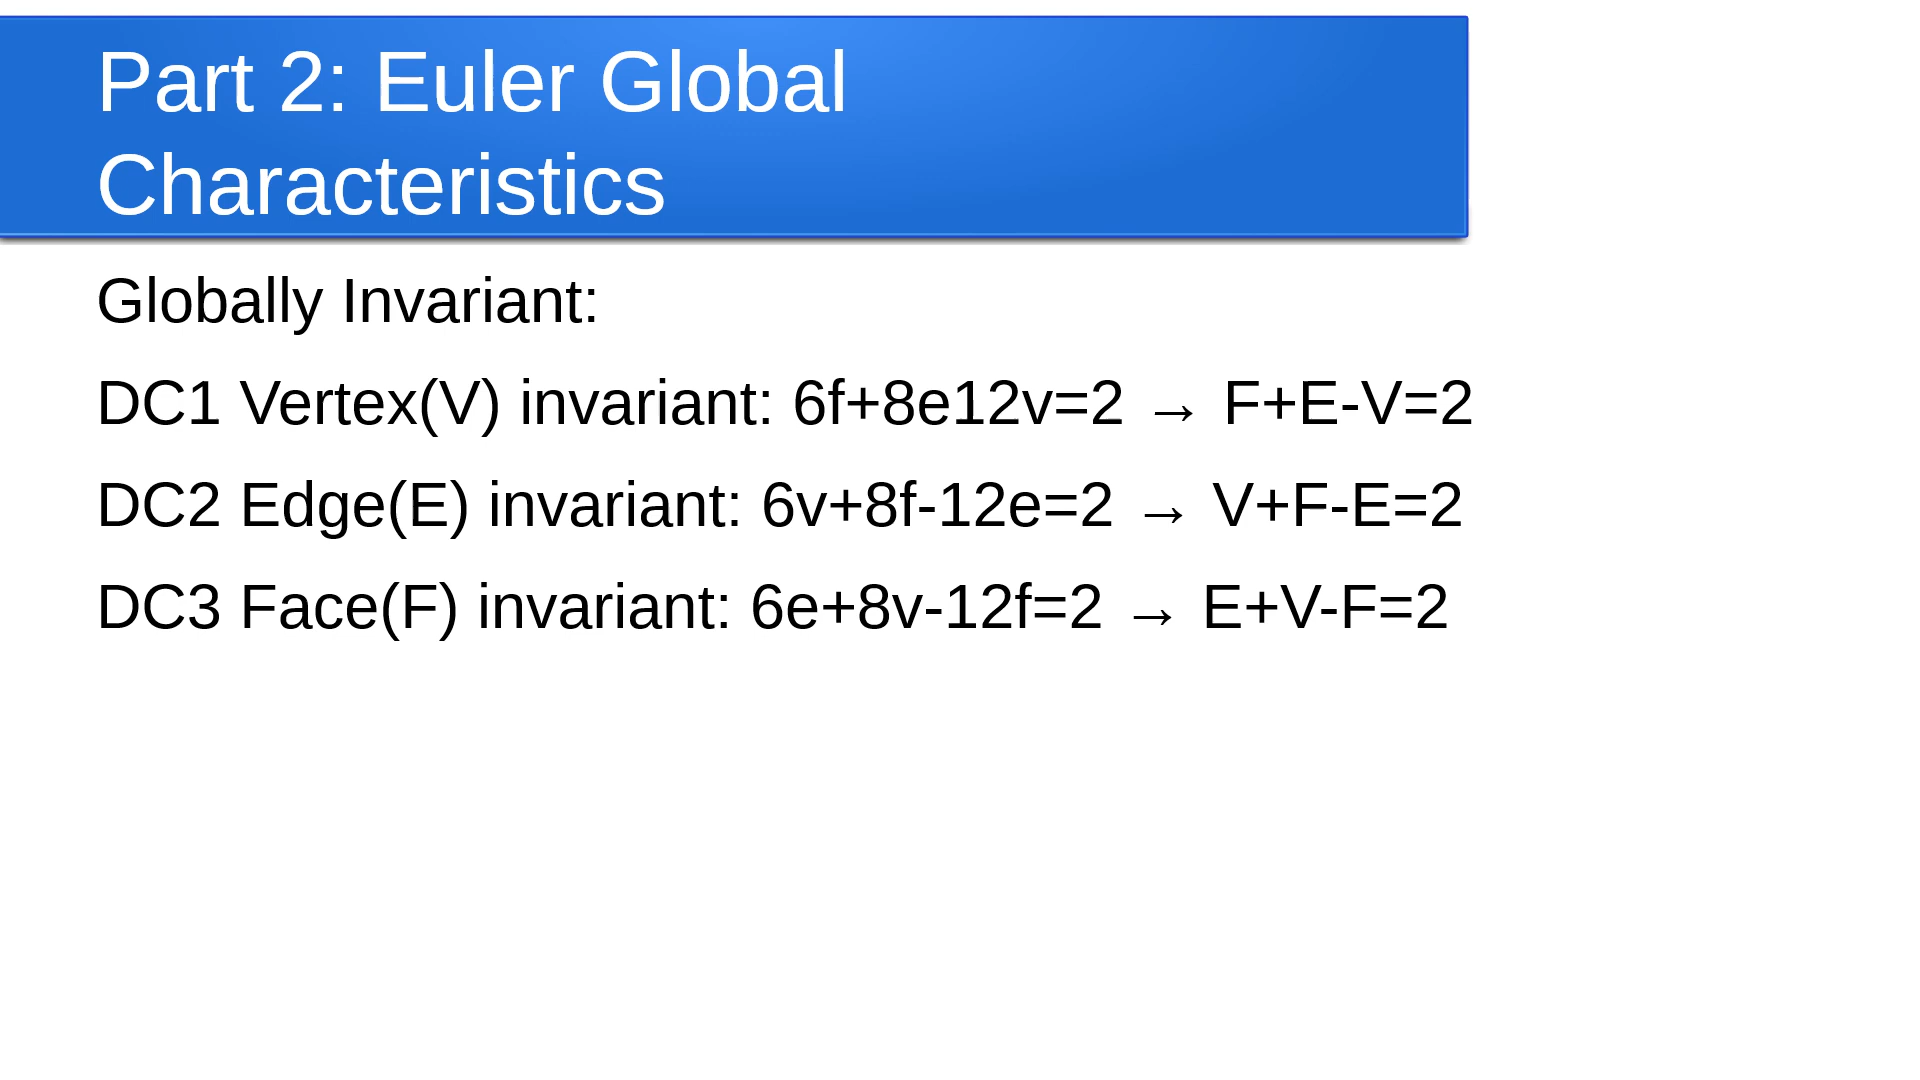 Part 2: Euler Global
Characteristics
Globally Invariant:
DC1 Vertex(V) invariant: 6f+8e12v=2 → F+E-V=2
DC2 Edge(E) invariant: 6v+8f-12e=2 → V+F-E=2
DC3 Face(F) invariant: 6e+8v-12f=2 → E+V-F=2